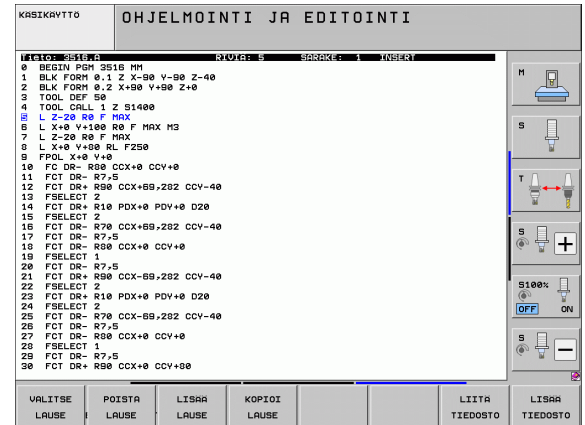 KÄSIKÄYTTÖ
OHJELMOINTI JA EDITOINTI
Tieto: 3516.A RIVIÄ: 5 SARAKE: 1 INSERT
0 BEGIN PGM 3516 MM
1 BLK FORM 0.1 Z X-90 Y-90 Z-40
2 BLK FORM 0.2 X+90 Y+90 Z+0
3 TOOL DEF 50
4 TOOL CALL 1 Z S1400
5 L Z-20 R0 F MAX
6 L X+0 Y+100 R0 F MAX M3
7 L Z-20 R0 F MAX
8 L X+0 Y+80 RL F250
9 FPOL X+0 Y+0
10 FC DR- R80 CCX+0 CCY+0
11 FCT DR- R7,5
12 FCT DR+ R90 CCX+69,282 CCY-40
13 FSELECT 2
14 FCT DR+ R10 PDX+0 PDY+0 D20
15 FSELECT 2
16 FCT DR- R70 CCX+69,282 CCY-40
17 FCT DR- R7,5
18 FCT DR- R80 CCX+0 CCY+0
19 FSELECT 1
20 FCT DR- R7,5
21 FCT DR+ R90 CCX-69,282 CCY-40
22 FSELECT 2
23 FCT DR+ R10 PDX+0 PDY+0 D20
24 FSELECT 2
25 FCT DR- R70 CCX-69,282 CCY-40
26 FCT DR- R7,5
27 FCT DR- R80 CCX+0 CCY+0
28 FSELECT 1
29 FCT DR- R7,5
30 FCT DR+ R90 CCX+0 CCY+80
M
S
T
S
S100%
OFF ON
S
VALITSE LAUSE
POISTA LAUSE
LISÄÄ LAUSE
KOPIOI LAUSE
LIITÄ TIEDOSTO
LISÄÄ TIEDOSTO